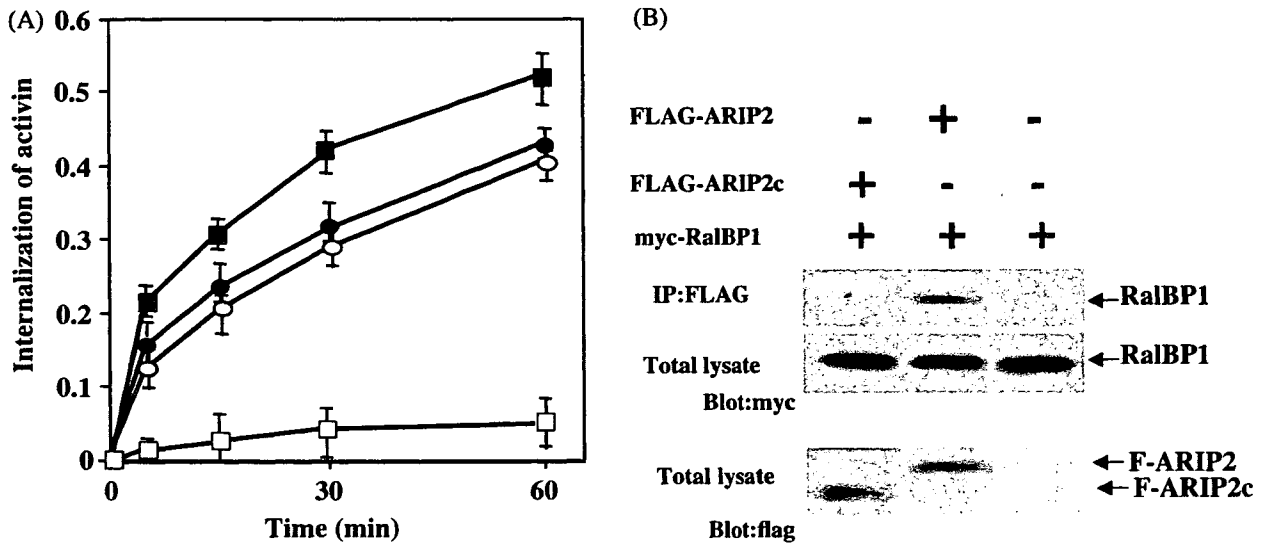 (A)
0.6
0.5
0.4
0.3
0.2
0.1
0
Internalization of activin
0 30 60
Time (min)
(B)
FLAG-ARIP2 - + -
FLAG-ARIP2c + - -
myc-RalBP1 + + +
IP:FLAG RalBP1
Total lysate RalBP1
Blot:myc
Total lysate F-ARIP2
F-ARIP2c
Blot:flag